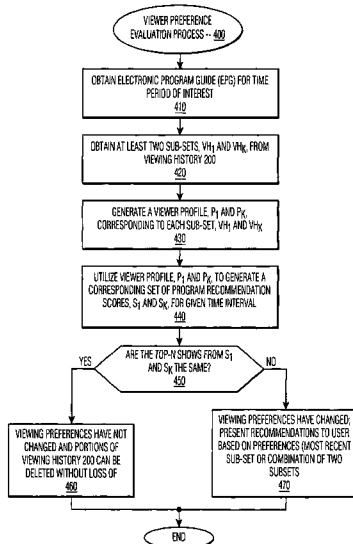 VIEWER PREFERENCE
EVALUATION PROCESS -- 400
OBTAIN ELECTRONIC PROGRAM GUIDE (EPG) FOR TIME
PERIOD OF INTEREST
410
OBTAIN AT LEAST TWO SUB-SETS, VH₁ AND VHₖ, FROM
VIEWING HISTORY 200
420
GENERATE A VIEWER PROFILE, P₁ AND Pₖ,
CORRESPONDING TO EACH SUB-SET, VH₁ AND VHₖ
430
UTILIZE VIEWER PROFILE, P₁ AND Pₖ, TO GENERATE A
CORRESPONDING SET OF PROGRAM RECOMMENDATION
SCORES, S₁ AND Sₖ, FOR GIVEN TIME INTERVAL
440
YES
ARE THE TOP-N SHOWS FROM S₁
AND Sₖ THE SAME?
450
NO
VIEWING PREFERENCES HAVE NOT
CHANGED AND PORTIONS OF
VIEWING HISTORY 200 CAN BE
DELETED WITHOUT LOSS OF
460
VIEWING PREFERENCES HAVE CHANGED;
PRESENT RECOMMENDATIONS TO USER
BASED ON PREFERENCES (MOST RECENT
SUB-SET OR COMBINATION OF TWO
SUBSETS
470
END